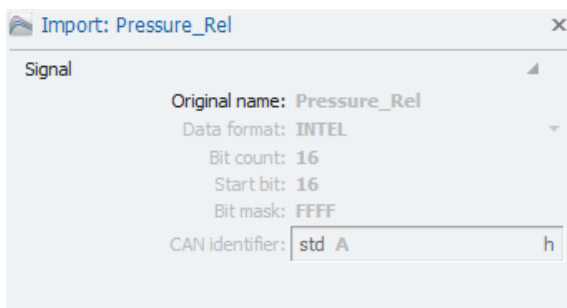 Import: Pressure_Rel
Signal
Original name: Pressure_Rel
Data format: INTEL
Bit count: 16
Start bit: 16
Bit mask: FFFF
CAN identifier: std A h